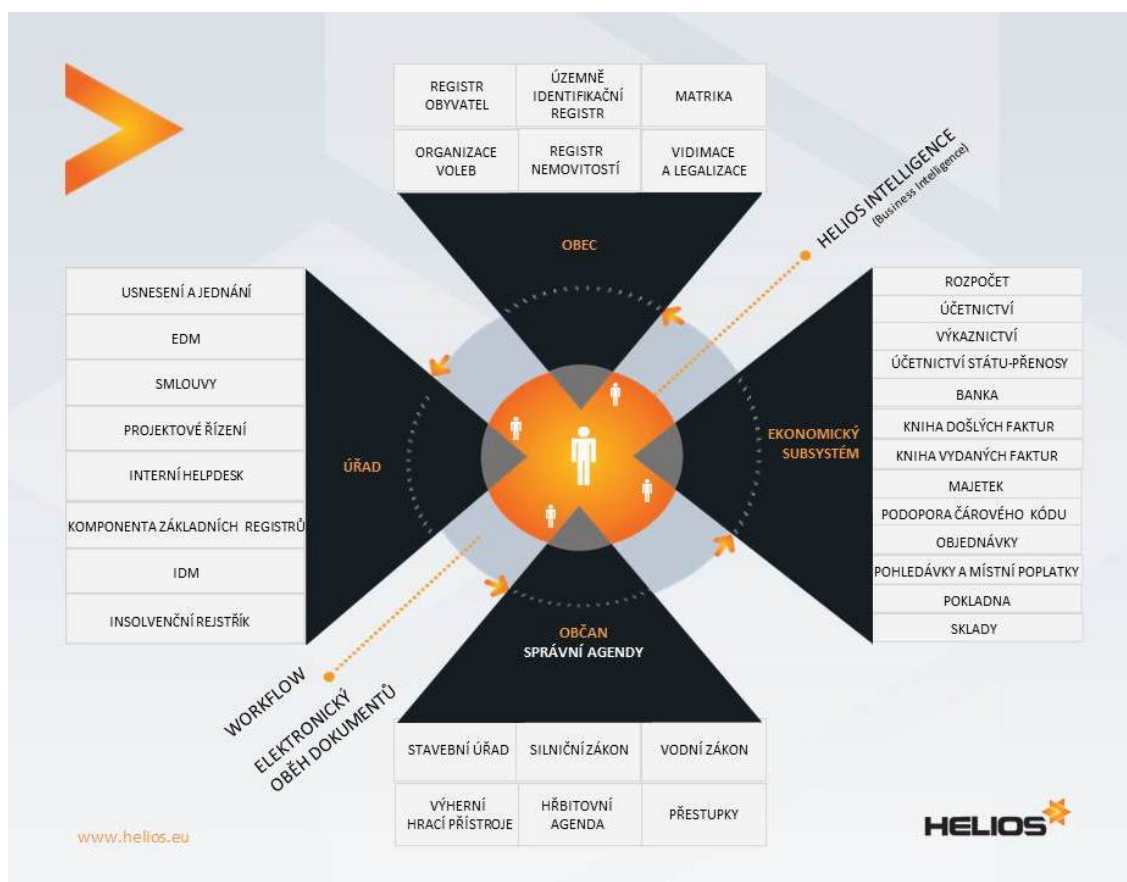 REGISTR
OBYVATEL
ÚZEMNĚ
IDENTIFIKAČNÍ
REGISTR
MATRIKA
ORGANIZACE
VOLEB
REGISTR
NEMOVITOSTÍ
VIDIMACE
A LEGALIZACE
OBEC
HELIOS INTELLIGENCE
(Business Intelligence)
USNESENÍ A JEDNÁNÍ
EDM
SMLOUVY
PROJEKTOVÉ ŘÍZENÍ
INTERNÍ HELPDESK
KOMPONENTA ZÁKLADNÍCH REGISTRŮ
IDM
INSOLVENČNÍ REJSTŘÍK
ÚŘAD
EKONOMICKÝ
SUBSYSTÉM
ROZPOČET
ÚČETNICTVÍ
VÝKAZNICTVÍ
ÚČETNICTVÍ STÁTU-PŘENOSY
BANKA
KNIHA DOŠLÝCH FAKTUR
KNIHA VYDANÝCH FAKTUR
MAJETEK
PODOPORA ČÁROVÉHO KÓDU
OBJEDNÁVKY
POHLEDÁVKY A MÍSTNÍ POPLATKY
POKLADNA
SKLADY
OBČAN
SPRÁVNÍ AGENDY
WORKFLOW
ELEKTRONICKÝ
OBĚH DOKUMENTŮ
STAVEBNÍ ÚŘAD
SILNIČNÍ ZÁKON
VODNÍ ZÁKON
VÝHERNÍ
HRACÍ PŘÍSTROJE
HŘBITOVNÍ
AGENDA
PŘESTUPKY
www.helios.eu
HELIOS